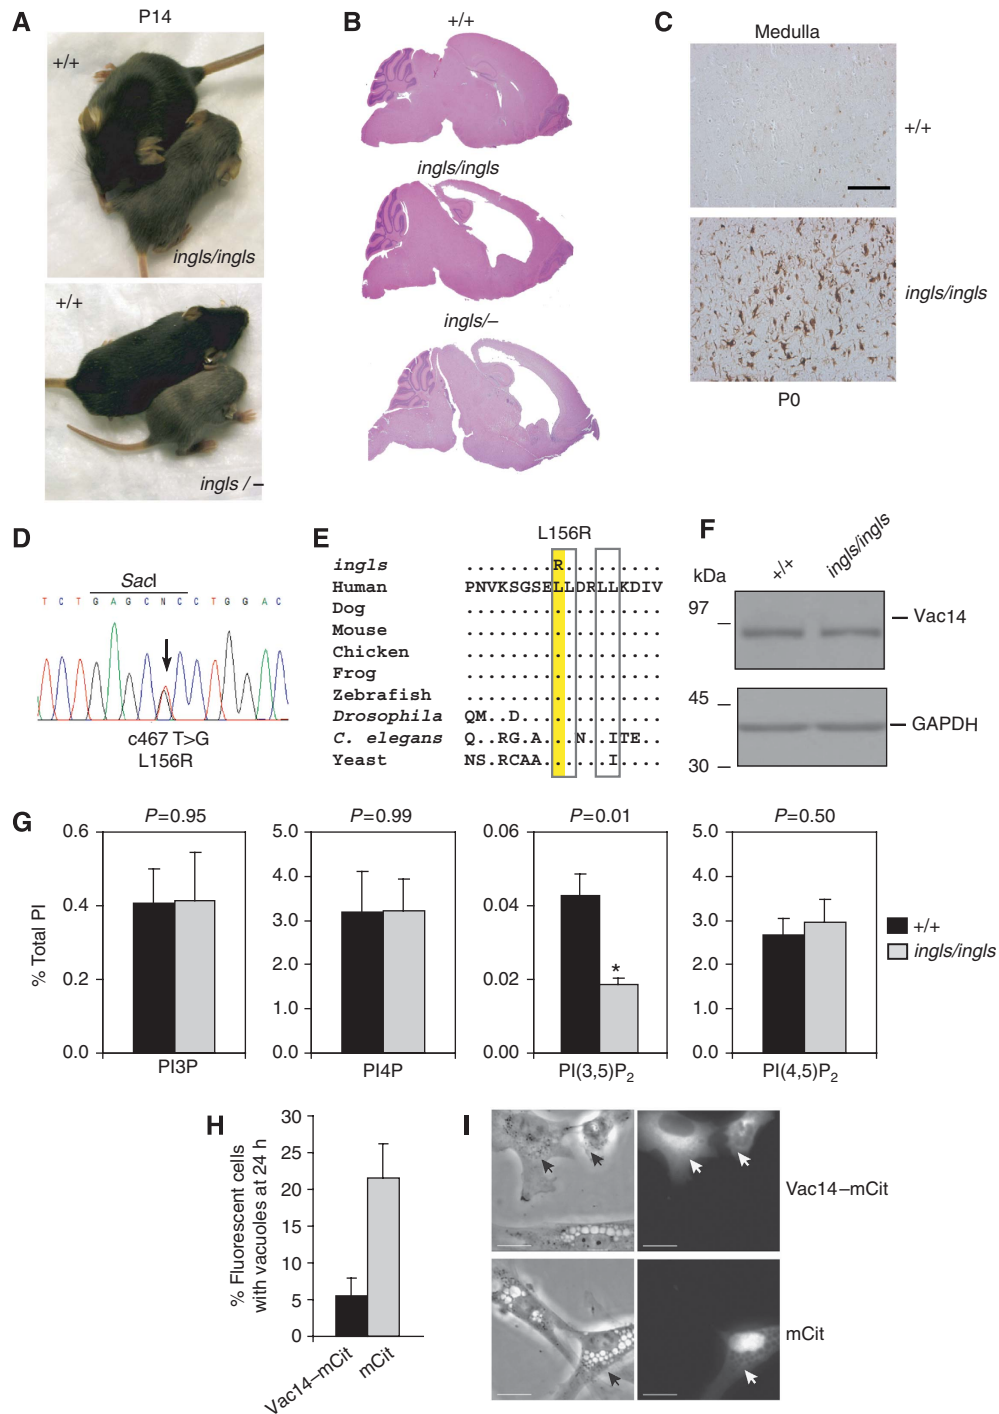 A
P14
+/+
ingls/ingls
+/+
ingls / –
B
+/+
ingls/ingls
ingls/–
C
Medulla
+/+
ingls/ingls
P0
D
SacI
T C T G A G C N C C T G G A C
c467 T>G
L156R
E
L156R
ingls R
Human PNVKSGSELLDRLLKDIV
Dog ..................
Mouse ..................
Chicken ..................
Frog ..................
Zebrafish ..................
Drosophila QM..D.............
C. elegans Q..RG.A...N..ITE..
Yeast NS.RCAA......I....
F
+/+
ingls/ingls
kDa
97
Vac14
45
GAPDH
30
G
P=0.95
0.6
0.4
0.2
0.0
% Total PI
PI3P
P=0.99
5.0
4.0
3.0
2.0
1.0
0.0
PI4P
P=0.01
0.06
0.04
0.02
0.00
*
PI(3,5)P2
P=0.50
5.0
4.0
3.0
2.0
1.0
0.0
PI(4,5)P2
+/+
ingls/ingls
H
% Fluorescent cells
with vacuoles at 24 h
30
25
20
15
10
5
0
Vac14–mCit
mCit
I
Vac14–mCit
mCit